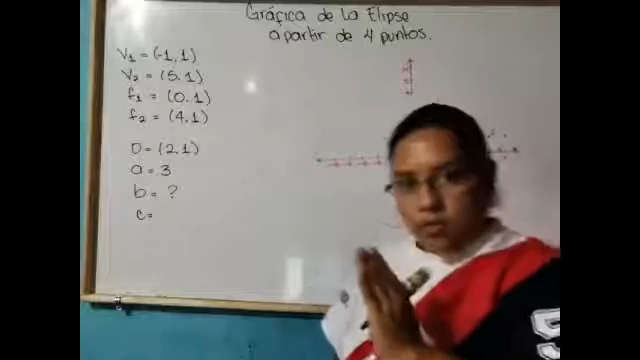 Gráfica de la Elipse
a partir de 4 puntos.
V1 = (-1, 1)
V2 = (5, 1)
f1 = (0, 1)
f2 = (4, 1)
O = (2, 1)
a = 3
b = ?
c =
5